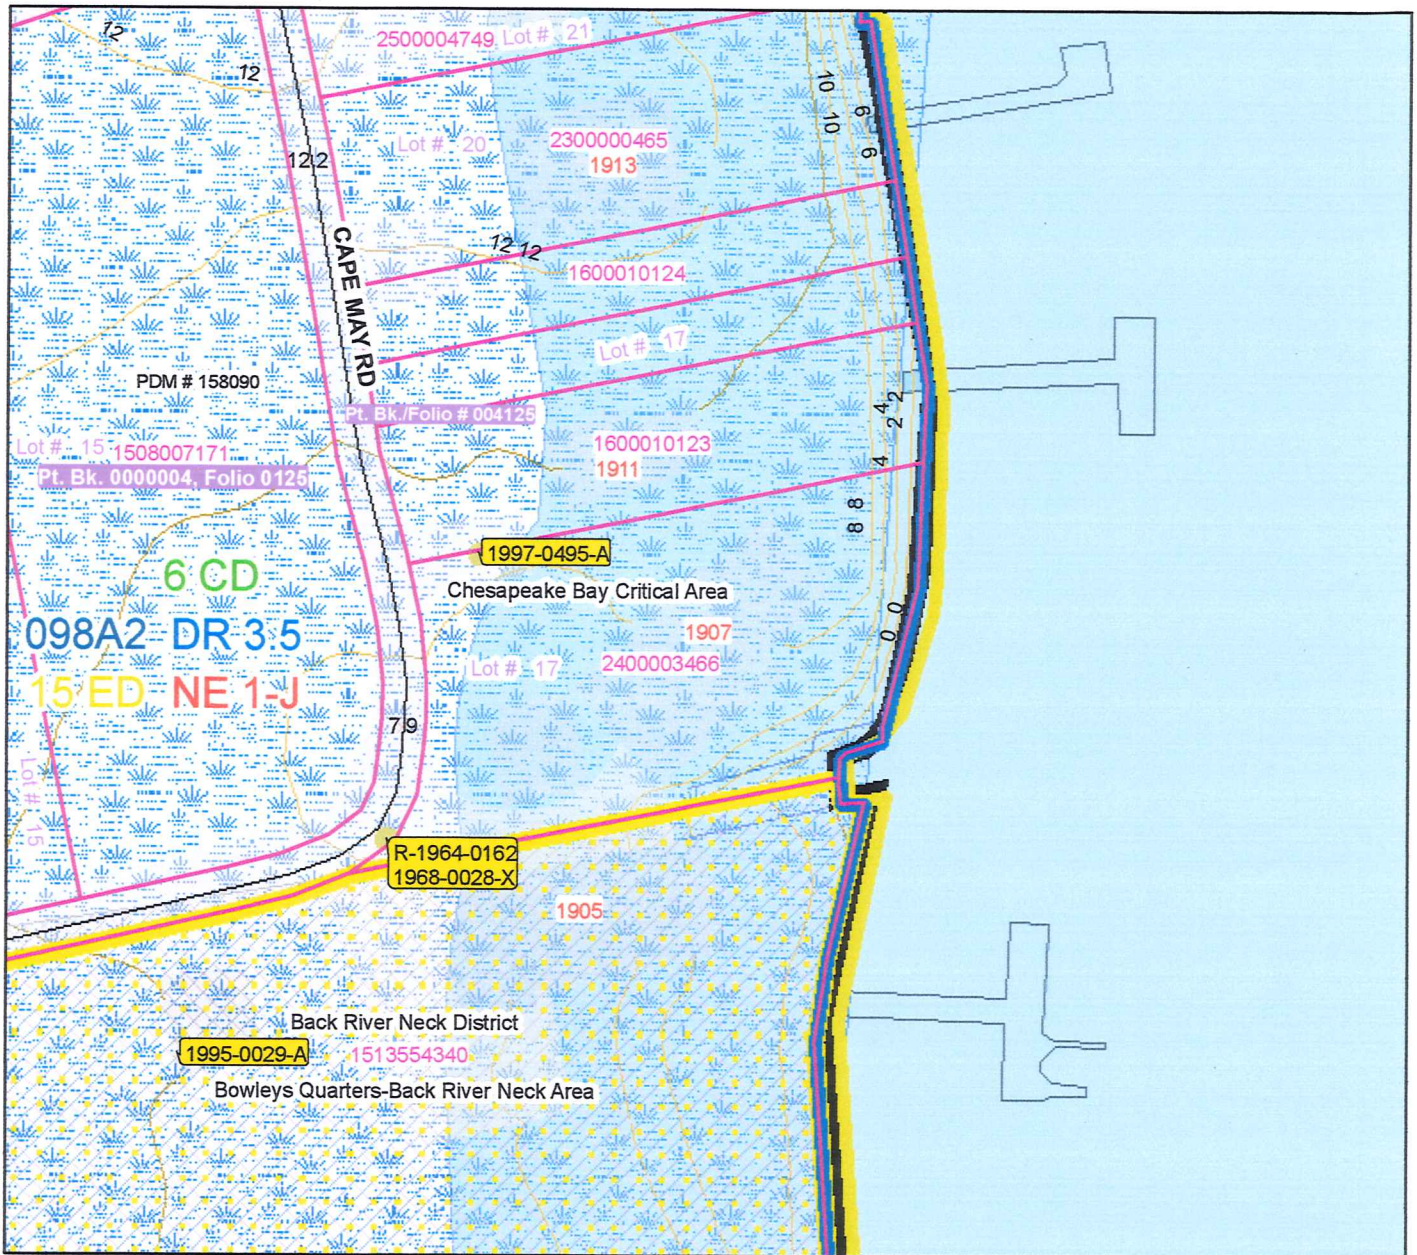 12
2500004749 Lot # 21
12
10
6
Lot # 20
2300000465
10
6
1913
12 12
CAPE MAY RD
12 12
1600010124
Lot # 17
PDM # 158090
2
4
Pt. Bk./Folio # 004125
2
Lot # 15 1508007171
1600010123
4
1911
Pt. Bk. 0000004, Folio 0125
8
8
1997-0495-A
6 CD
Chesapeake Bay Critical Area
0
098A2 DR 3.5
1907
0
Lot # 17
2400003466
15 ED NE 1-J
7 9
Lot # 15
R-1964-0162
1968-0028-X
1905
Back River Neck District
1995-0029-A
1513554340
Bowleys Quarters-Back River Neck Area